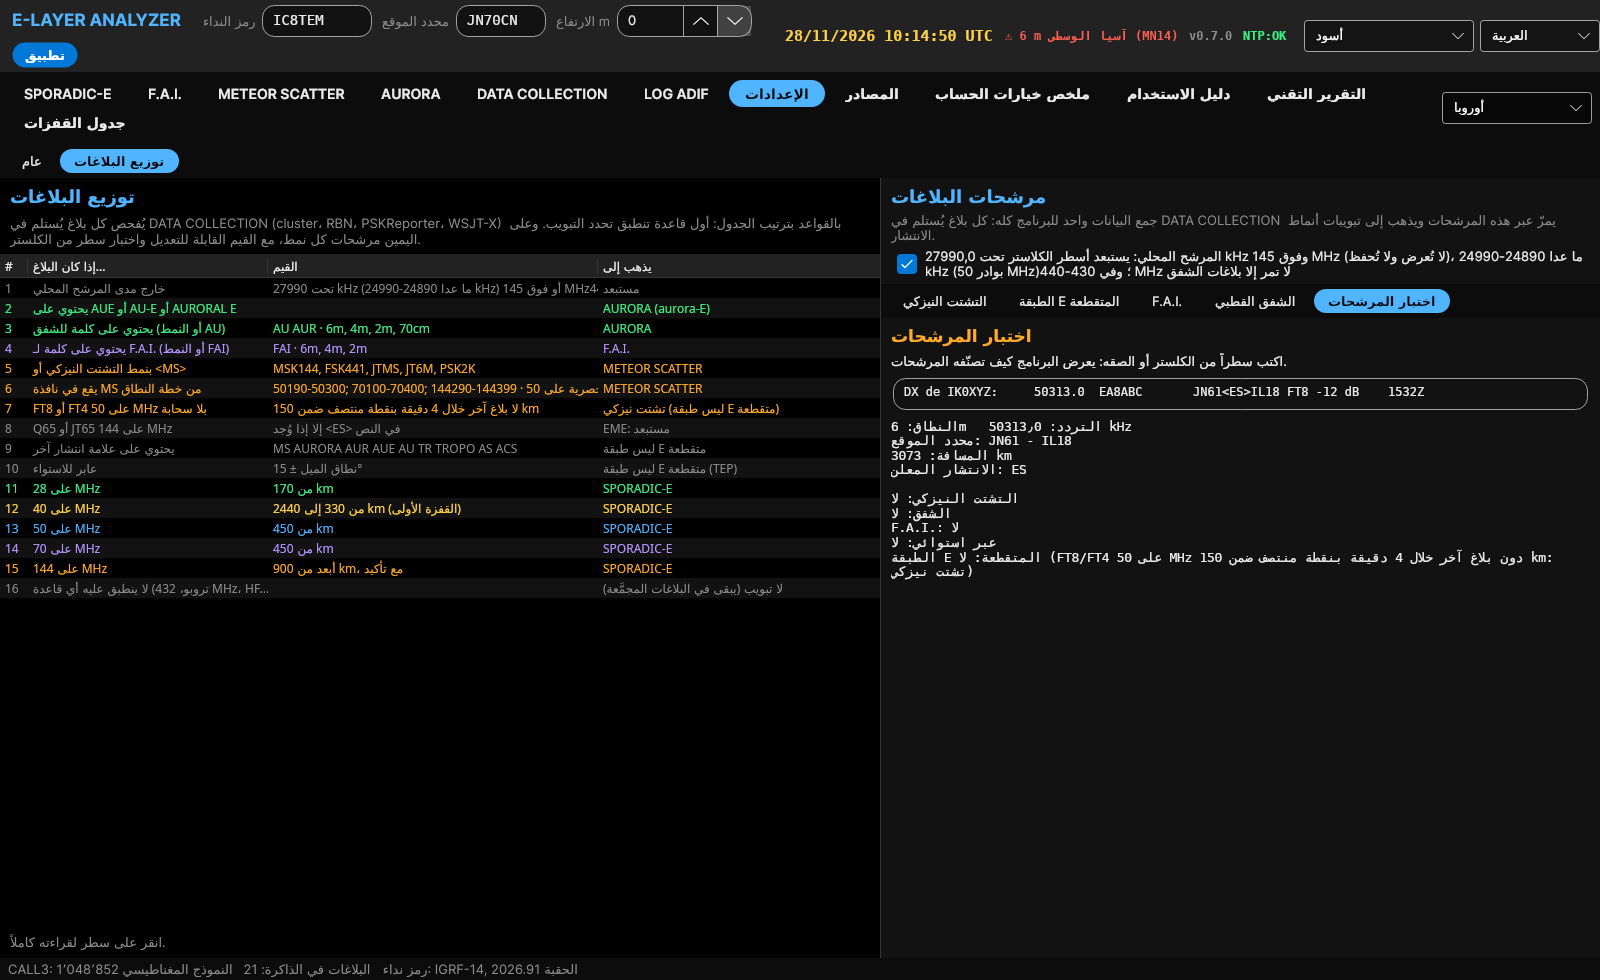 E-LAYER ANALYZER رمز النداء IC8TEM محدد الموقع JN70CN الارتفاع m 0
28/11/2026 10:14:50 UTC ⚠ 6 m آسيا الوسطى (MN14) v0.7.0 NTP:OK أسود العربية
تطبيق
SPORADIC-E F.A.I. METEOR SCATTER AURORA DATA COLLECTION LOG ADIF الإعدادات المصادر ملخص خيارات الحساب دليل الاستخدام التقرير التقني
أوروبا
جدول القفزات
عام توزيع البلاغات
توزيع البلاغات
يُفحص كل بلاغ يُستلم في DATA COLLECTION (cluster، RBN، PSKReporter، WSJT-X) بالقواعد بترتيب الجدول: أول قاعدة تنطبق تحدد التبويب. وعلى
اليمين مرشحات كل نمط، مع القيم القابلة للتعديل واختبار سطر من الكلستر.
# إذا كان البلاغ... القيم يذهب إلى
1 خارج مدى المرشح المحلي تحت 27990 kHz (ما عدا 24890-24990 kHz) أو فوق 145 MHz مستبعد
2 يحتوي على AUE أو AU-E أو AURORAL E AURORA (aurora-E)
3 يحتوي على كلمة للشفق (أو النمط AU) AU AUR · 6m, 4m, 2m, 70cm AURORA
4 يحتوي على كلمة لـ F.A.I. (أو النمط FAI) FAI · 6m, 4m, 2m F.A.I.
5 بنمط التشتت النيزكي أو <MS> MSK144, FSK441, JTMS, JT6M, PSK2K METEOR SCATTER
6 يقع في نافذة MS من خطة النطاق 50190-50300; 70100-70400; 144290-144399 · حصرية على 50 METEOR SCATTER
7 FT8 أو FT4 على 50 MHz بلا سحابة لا بلاغ آخر خلال 4 دقيقة بنقطة منتصف ضمن 150 km تشتت نيزكي (ليس طبقة E متقطعة)
8 Q65 أو JT65 على 144 MHz إلا إذا وُجد <ES> في النص EME: مستبعد
9 يحتوي على علامة انتشار آخر MS AURORA AUR AUE AU TR TROPO AS ACS ليس طبقة E متقطعة
10 عابر للاستواء نطاق الميل ± 15° ليس طبقة E متقطعة (TEP)
11 على 28 MHz من 170 km SPORADIC-E
12 على 40 MHz من 330 إلى 2440 km (القفزة الأولى) SPORADIC-E
13 على 50 MHz من 450 km SPORADIC-E
14 على 70 MHz من 450 km SPORADIC-E
15 على 144 MHz أبعد من 900 km، مع تأكيد SPORADIC-E
16 لا ينطبق عليه أي قاعدة (تروبو، 432 MHz، HF... لا تبويب (يبقى في البلاغات المجمَّعة)
انقر على سطر لقراءته كاملاً.
مرشحات البلاغات
جمع البيانات واحد للبرنامج كله: كل بلاغ يُستلم في DATA COLLECTION يمرّ عبر هذه المرشحات ويذهب إلى تبويبات أنماط
الانتشار.
المرشح المحلي: يستبعد أسطر الكلاستر تحت 27990,0 kHz وفوق 145 MHz (لا تُعرض ولا تُحفظ)، ما عدا 24890-24990
kHz (بوادر 50 MHz)؛ وفي 430-440 MHz لا تمر إلا بلاغات الشفق
التشتت النيزكي الطبقة E المتقطعة F.A.I. الشفق القطبي اختبار المرشحات
اختبار المرشحات
اكتب سطراً من الكلستر أو الصقه: يعرض البرنامج كيف تصنّفه المرشحات.
DX de IK0XYZ: 50313.0 EA8ABC JN61<ES>IL18 FT8 -12 dB 1532Z
النطاق: 6m التردد: 50313٫0 kHz
محدد الموقع: JN61 - IL18
المسافة: 3073 km
الانتشار المعلن: ES
التشتت النيزكي: لا
الشفق: لا
F.A.I.: لا
عبر استوائي: لا
الطبقة E المتقطعة: لا (FT8/FT4 على 50 MHz دون بلاغ آخر خلال 4 دقيقة بنقطة منتصف ضمن 150 km:
تشتت نيزكي)
CALL3: 1’048’852 رمز نداء البلاغات في الذاكرة: 21 النموذج المغناطيسي: IGRF-14, الحقبة 2026.91